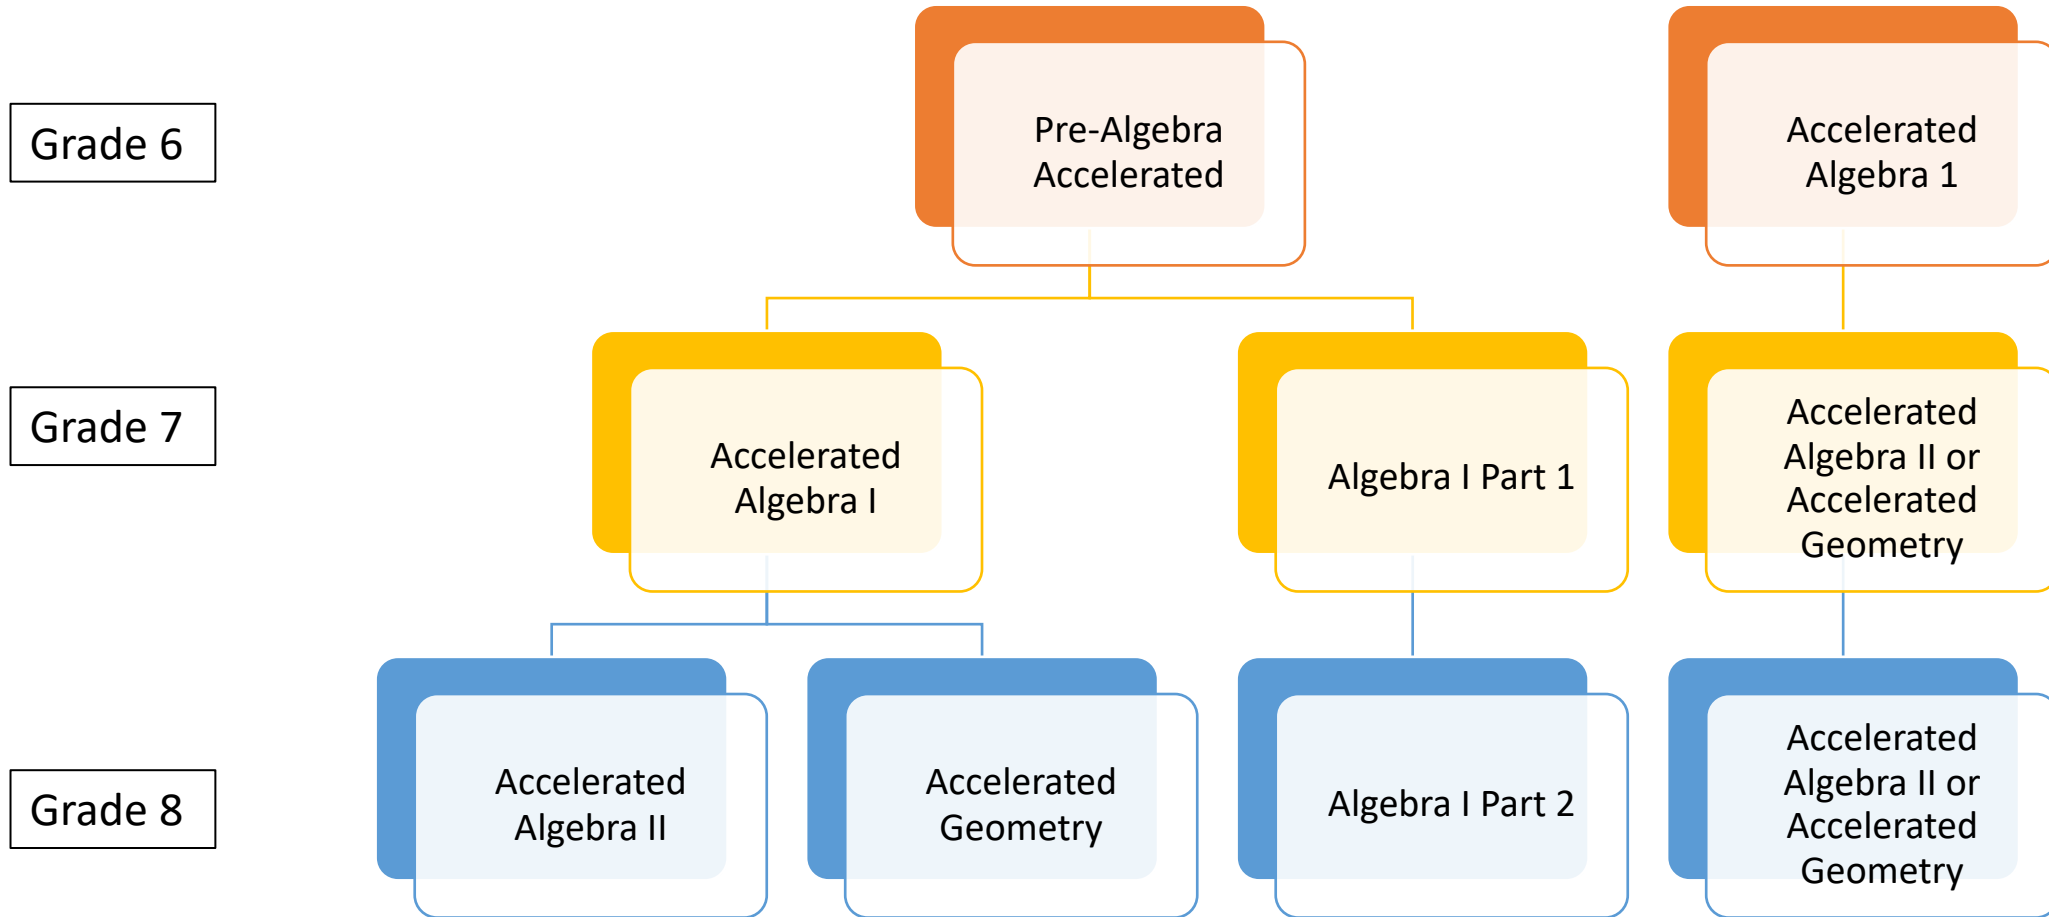 Grade 6
Pre-Algebra
Accelerated
Accelerated
Algebra 1
Grade 7
Accelerated
Algebra I
Algebra I Part 1
Accelerated
Algebra II or
Accelerated
Geometry
Grade 8
Accelerated
Algebra II
Accelerated
Geometry
Algebra I Part 2
Accelerated
Algebra II or
Accelerated
Geometry